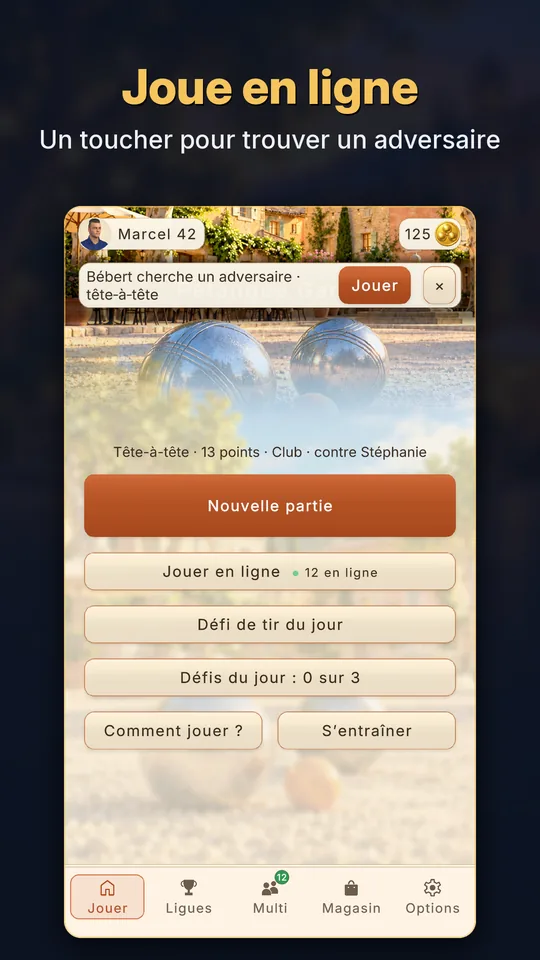 Joue en ligne
Un toucher pour trouver un adversaire
Marcel 42
125
Bébert cherche un adversaire ·
tête-à-tête
Jouer
×
Tête-à-tête · 13 points · Club · contre Stéphanie
Nouvelle partie
Jouer en ligne • 12 en ligne
Défi de tir du jour
Défis du jour : 0 sur 3
Comment jouer ?
S’entraîner
12
Jouer
Ligues
Multi
Magasin
Options